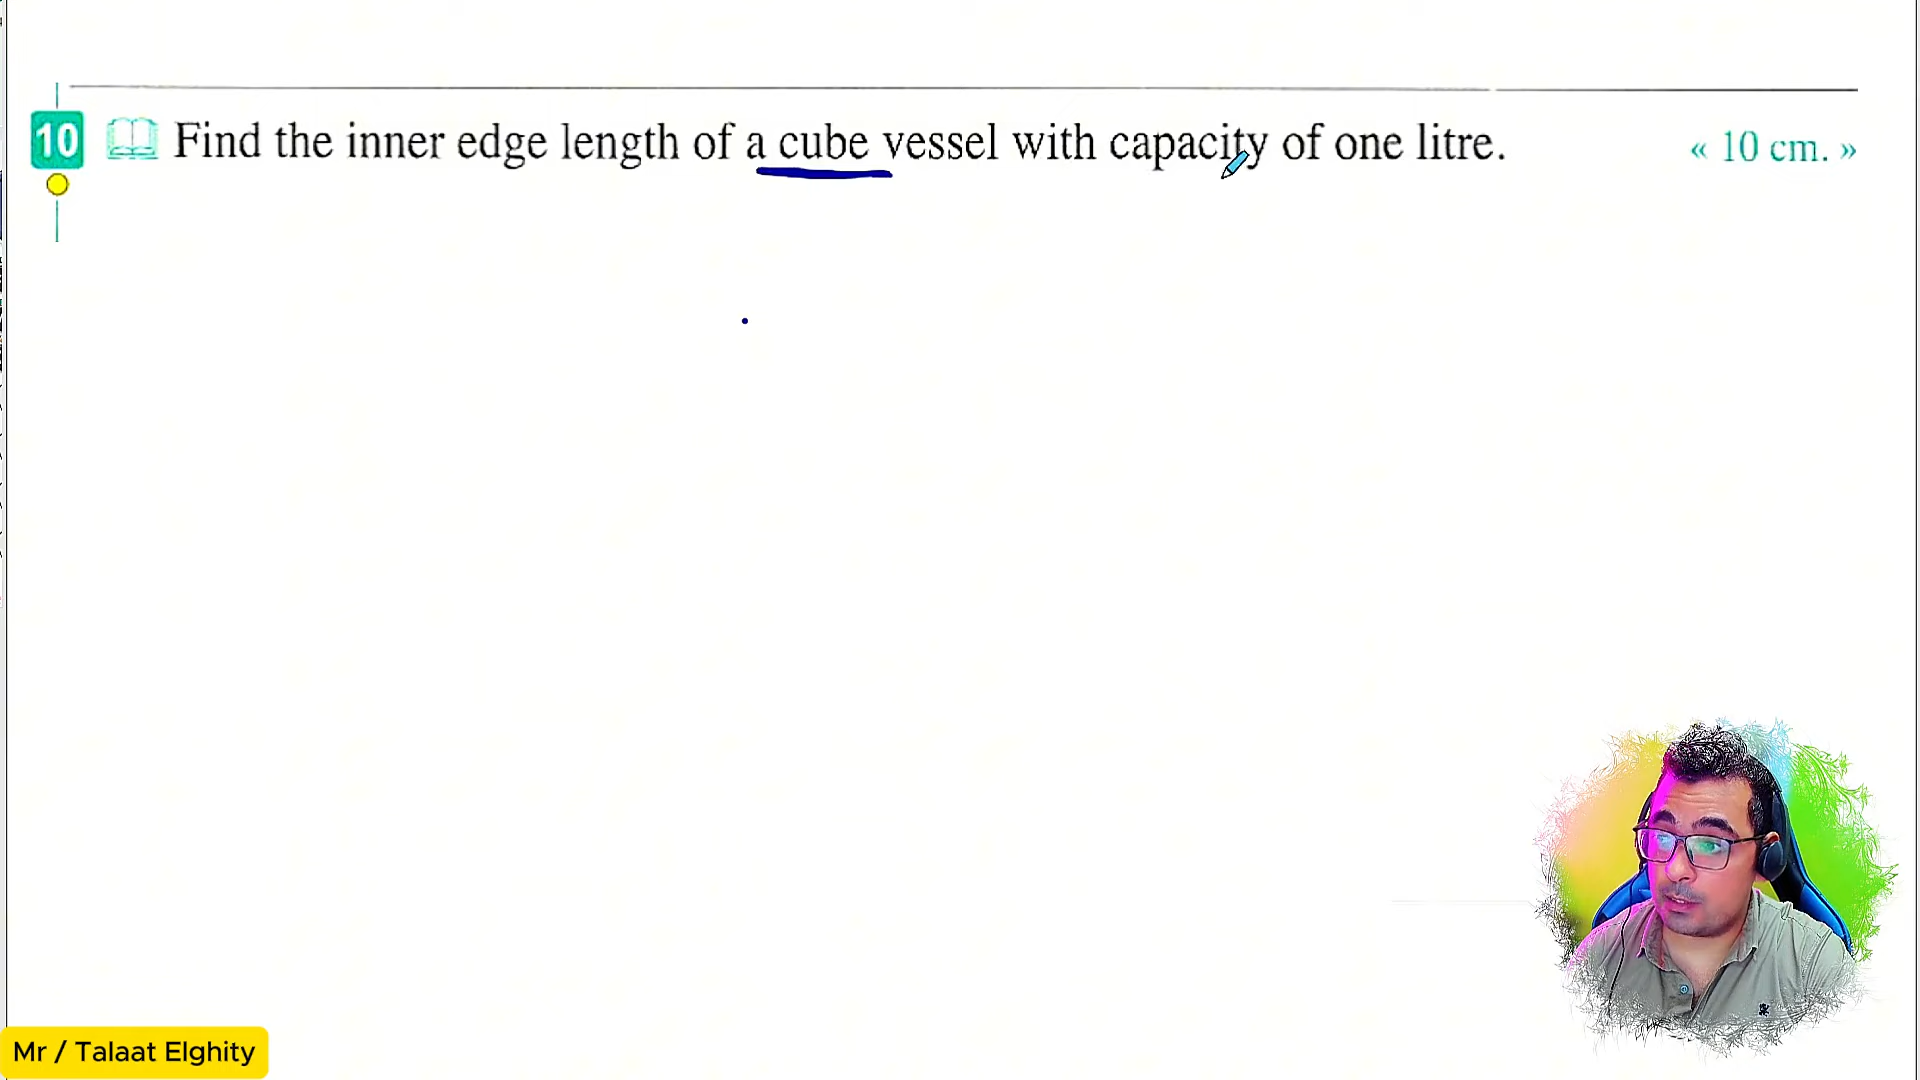 10 Find the inner edge length of a cube vessel with capacity of one litre. « 10 cm. »
Mr / Talaat Elghity